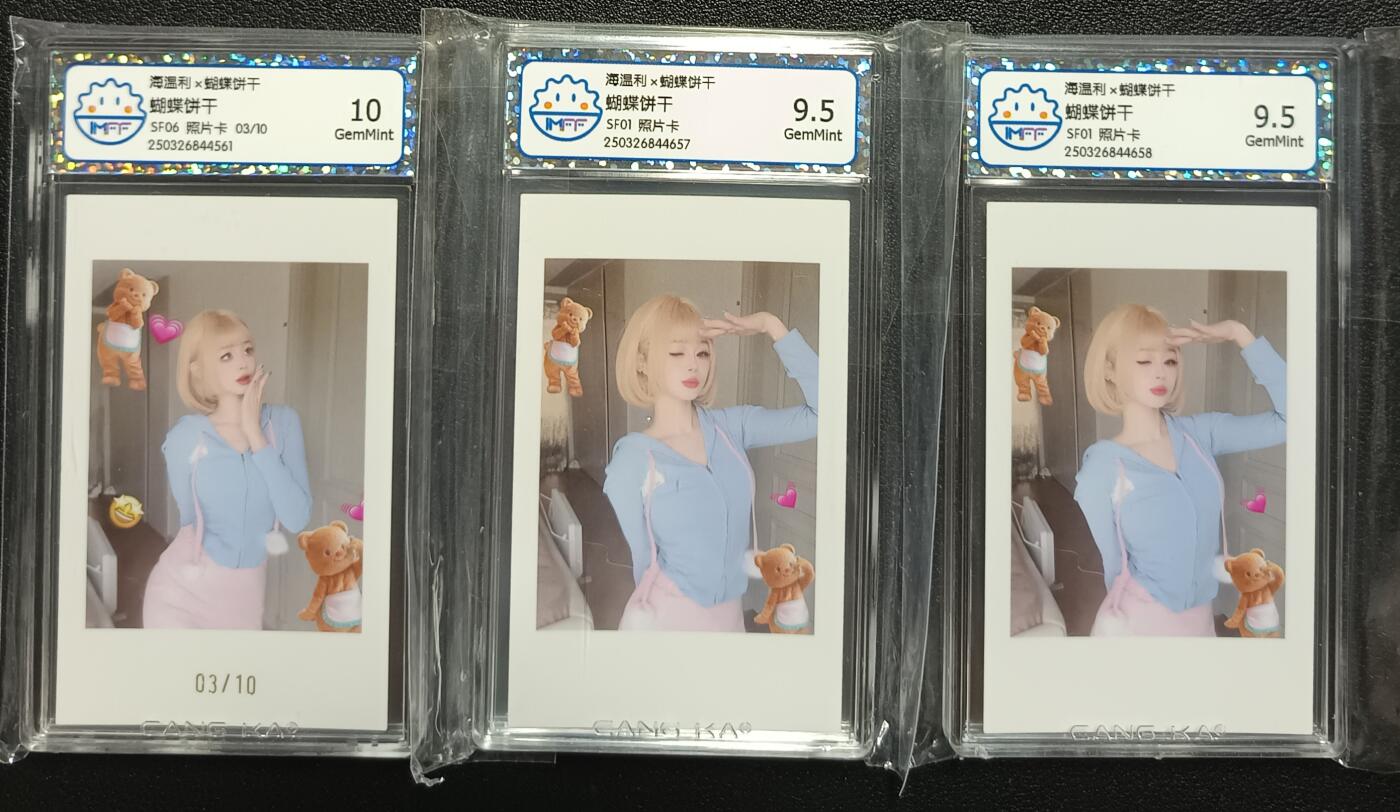 海温利×蝴蝶饼干
蝴蝶饼干
SF06 照片卡 03/10
250326844561
10
GemMint
IMFF
03/10
CANG KA®
海温利×蝴蝶饼干
蝴蝶饼干
SF01 照片卡
250326844657
9.5
GemMint
IMFF
CANG KA®
海温利×蝴蝶饼干
蝴蝶饼干
SF01 照片卡
250326844658
9.5
GemMint
IMFF
CANG KA®